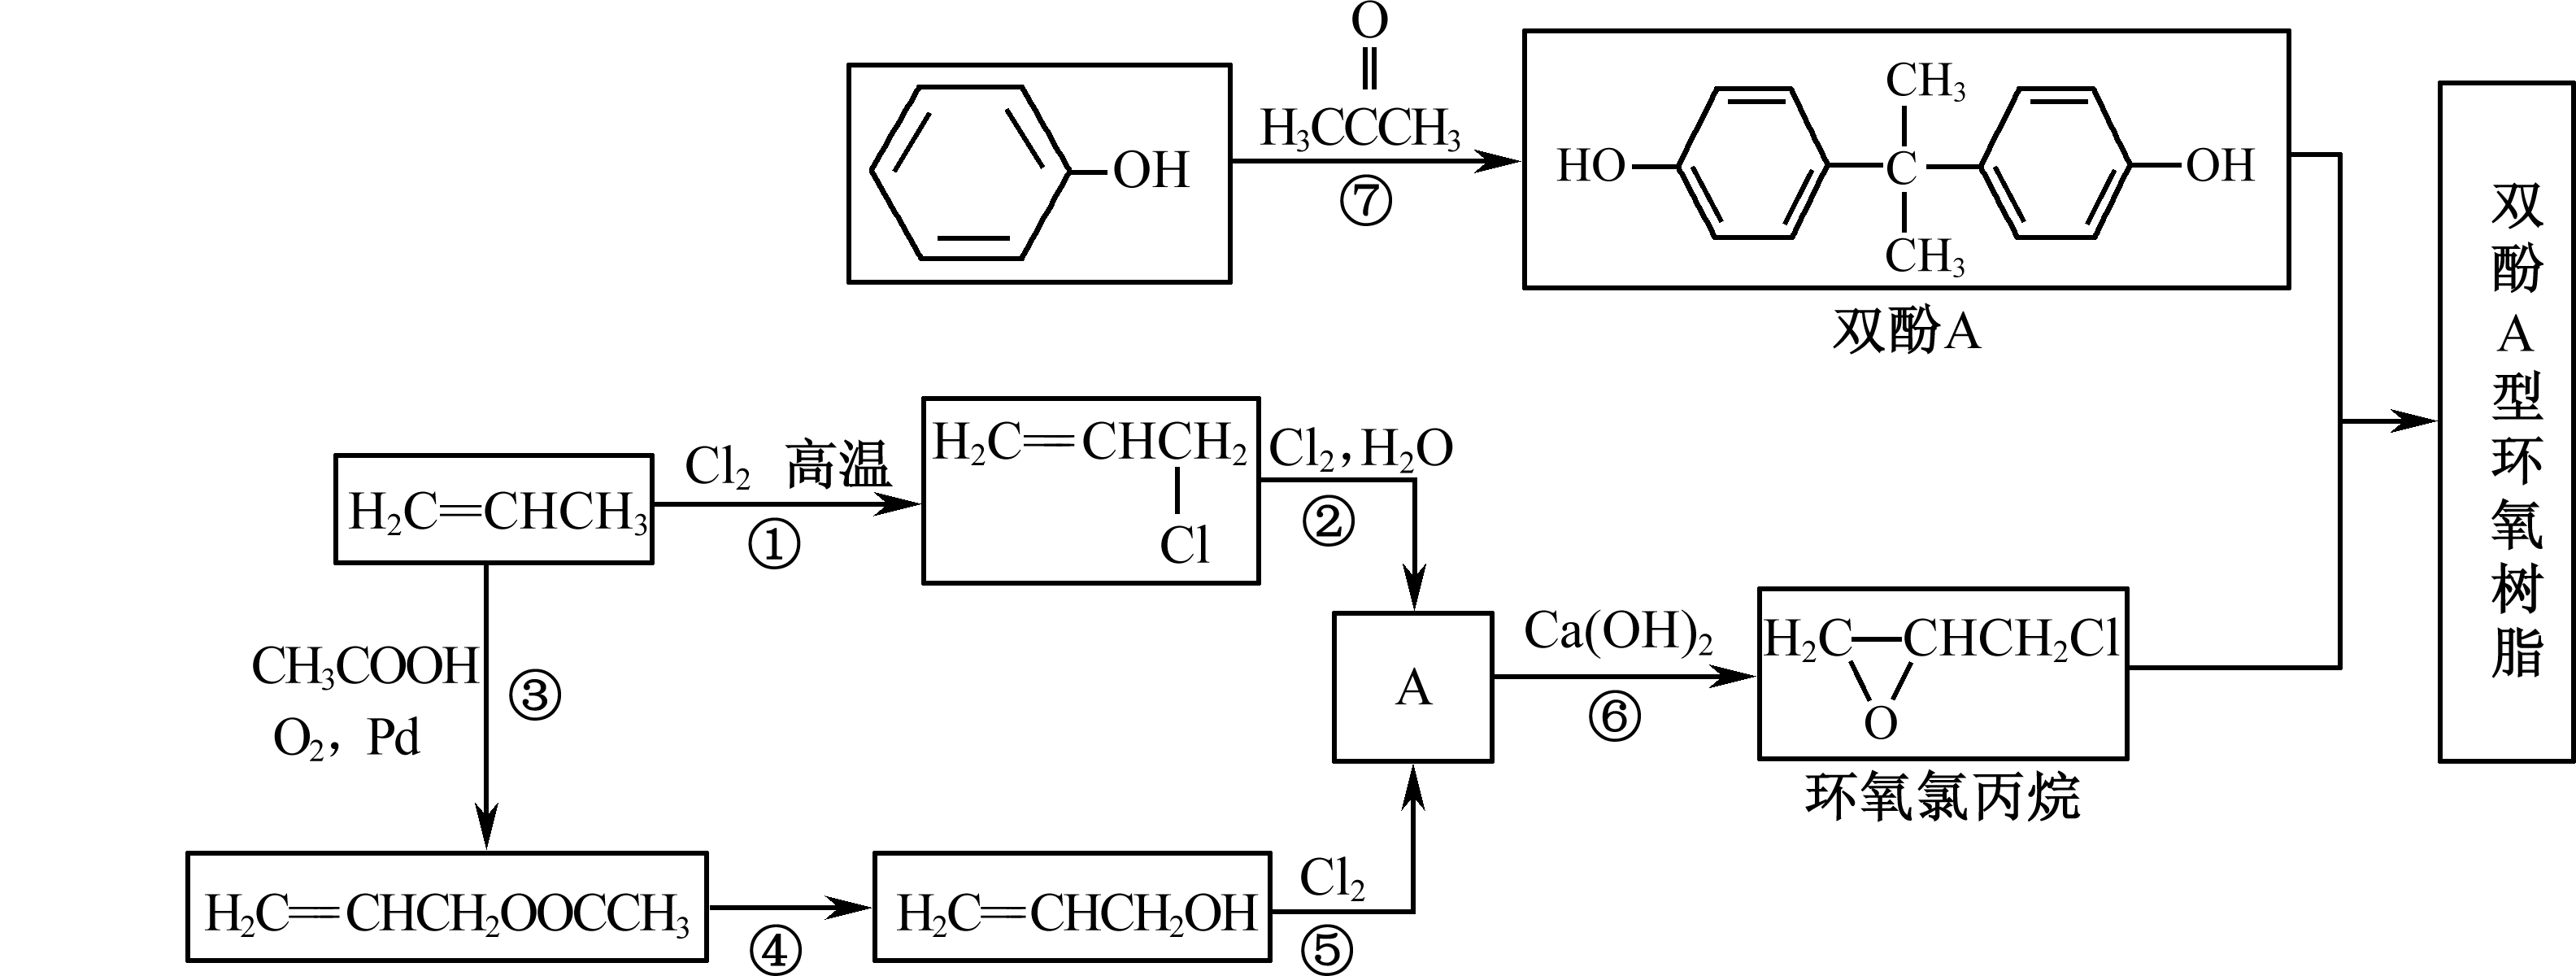 O
H₃CCCH₃
⑦
OH
HO
CH₃
C
CH₃
OH
双酚A
双酚A型环氧树脂
H₂C=CHCH₃
Cl₂ 高温
①
H₂C=CHCH₂
Cl
Cl₂,H₂O
②
CH₃COOH
O₂, Pd
③
A
Ca(OH)₂
⑥
H₂C—CHCH₂Cl
O
环氧氯丙烷
H₂C=CHCH₂OOCCH₃
④
H₂C=CHCH₂OH
Cl₂
⑤